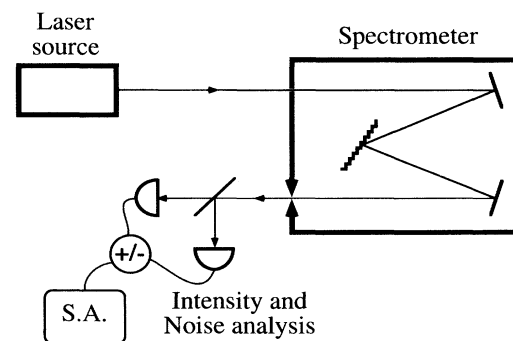 Laser
source
Spectrometer
+/-
S.A.
Intensity and
Noise analysis